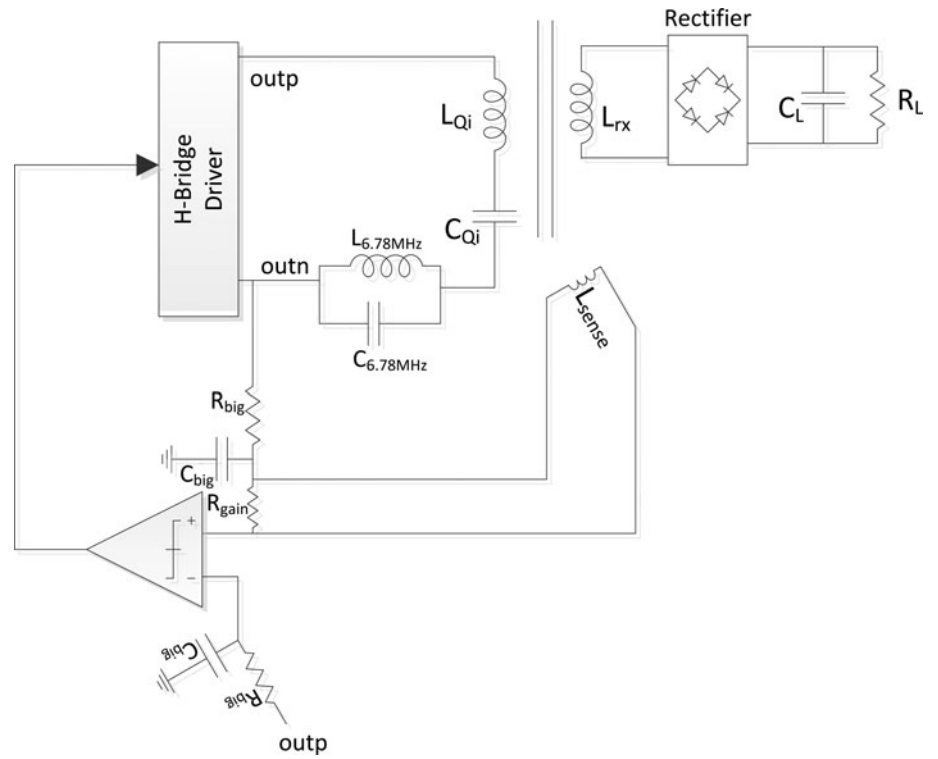 Rectifier
outp
L_Qi
L_rx
C_L
R_L
H-Bridge
Driver
C_Qi
L_6.78MHz
outn
L_sense
C_6.78MHz
R_big
C_big
R_gain
+
−
C_big
R_big
outp